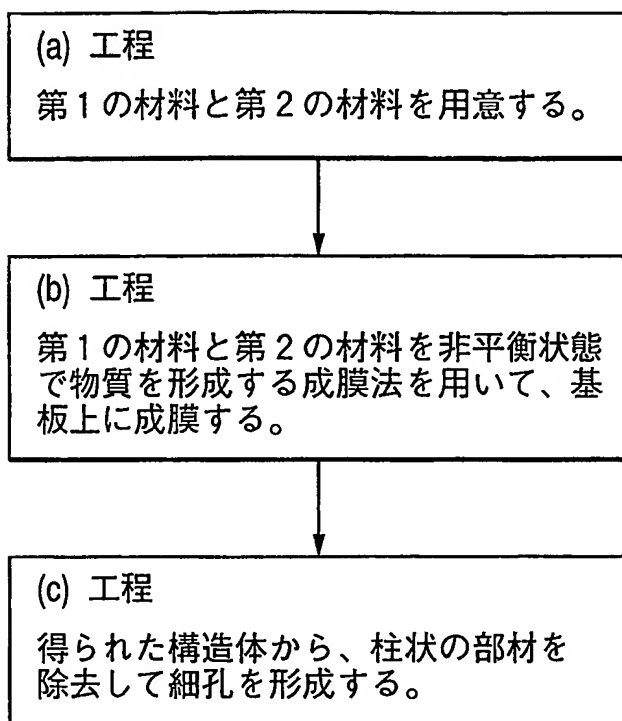 (a) 工程
第1の材料と第2の材料を用意する。
(b) 工程
第1の材料と第2の材料を非平衡状態
で物質を形成する成膜法を用いて、基
板上に成膜する。
(c) 工程
得られた構造体から、柱状の部材を
除去して細孔を形成する。